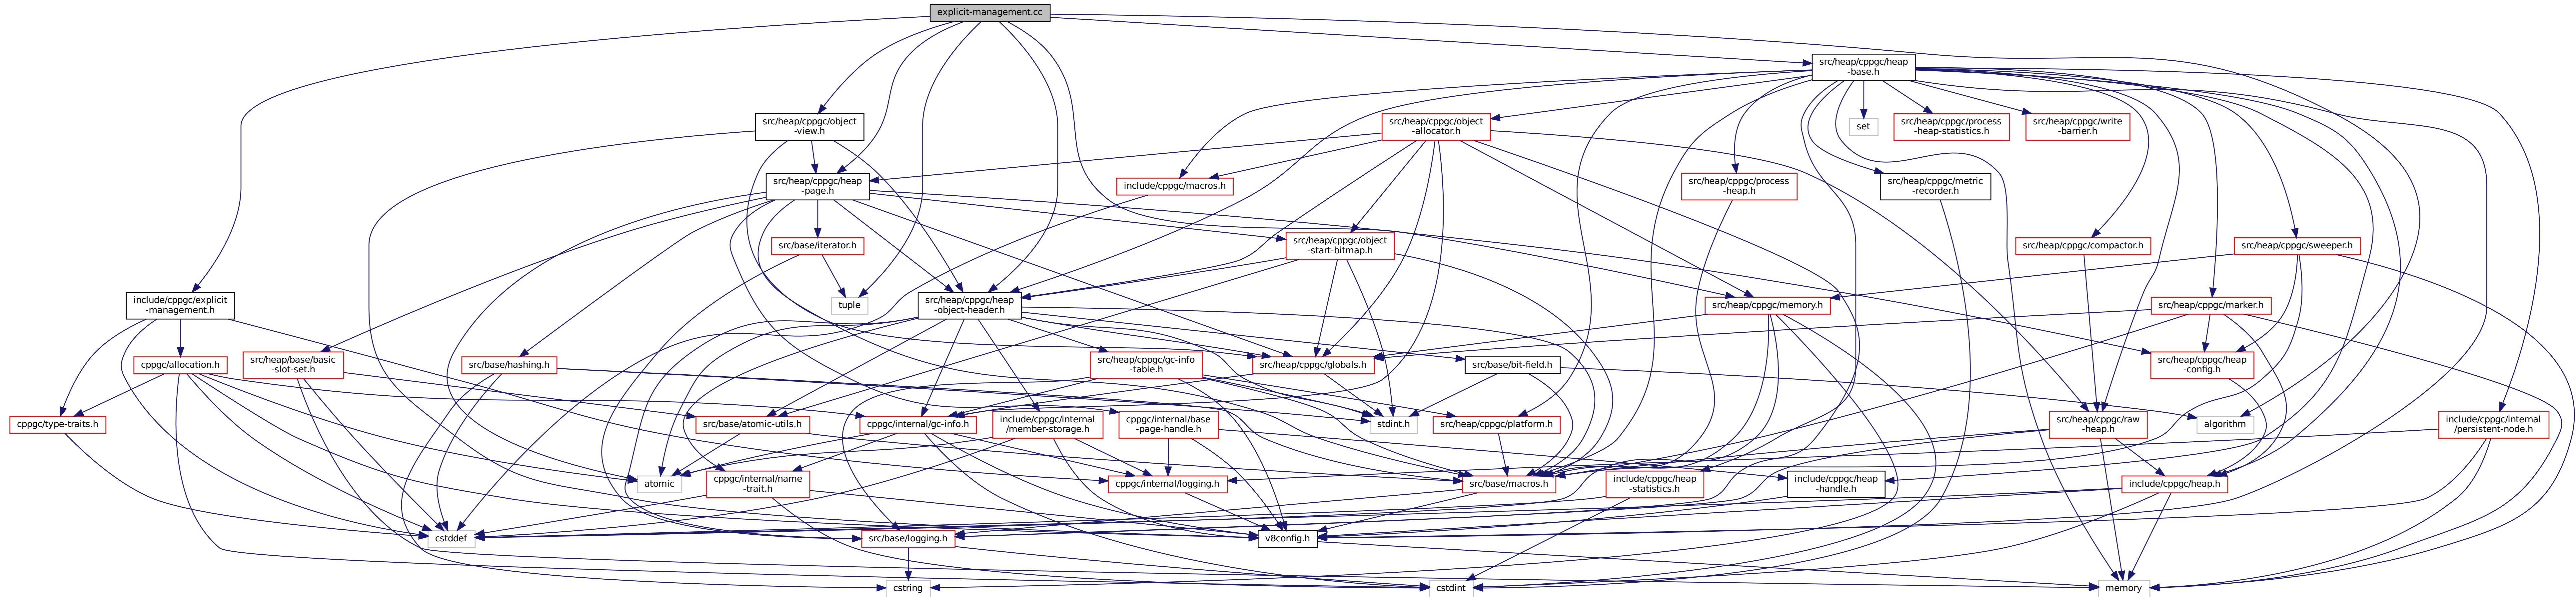 explicit-management.cc
src/heap/cppgc/heap
-base.h
src/heap/cppgc/object
-view.h
src/heap/cppgc/object
-allocator.h
set
src/heap/cppgc/process
-heap-statistics.h
src/heap/cppgc/write
-barrier.h
src/heap/cppgc/heap
-page.h
include/cppgc/macros.h
src/heap/cppgc/process
-heap.h
src/heap/cppgc/metric
-recorder.h
src/base/iterator.h
src/heap/cppgc/object
-start-bitmap.h
src/heap/cppgc/compactor.h
src/heap/cppgc/sweeper.h
include/cppgc/explicit
-management.h
tuple
src/heap/cppgc/heap
-object-header.h
src/heap/cppgc/memory.h
src/heap/cppgc/marker.h
cppgc/allocation.h
src/heap/base/basic
-slot-set.h
src/base/hashing.h
src/heap/cppgc/gc-info
-table.h
src/heap/cppgc/globals.h
src/base/bit-field.h
src/heap/cppgc/heap
-config.h
cppgc/type-traits.h
src/base/atomic-utils.h
cppgc/internal/gc-info.h
include/cppgc/internal
/member-storage.h
cppgc/internal/base
-page-handle.h
stdint.h
src/heap/cppgc/platform.h
src/heap/cppgc/raw
-heap.h
algorithm
include/cppgc/internal
/persistent-node.h
atomic
cppgc/internal/name
-trait.h
cppgc/internal/logging.h
src/base/macros.h
include/cppgc/heap
-statistics.h
include/cppgc/heap
-handle.h
include/cppgc/heap.h
cstddef
src/base/logging.h
v8config.h
cstring
cstdint
memory